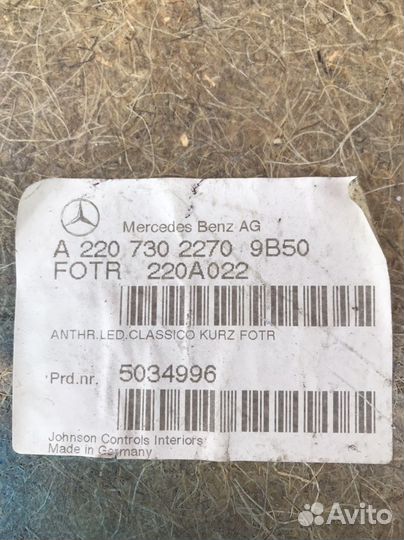 Mercedes Benz AG
A 220 730 2270 9B50
FOTR 220A022
ANTHR.LED.CLASSICO KURZ FOTR
Prd.nr. 5034996
Johnson Controls Interiors
Made in Germany
Avito